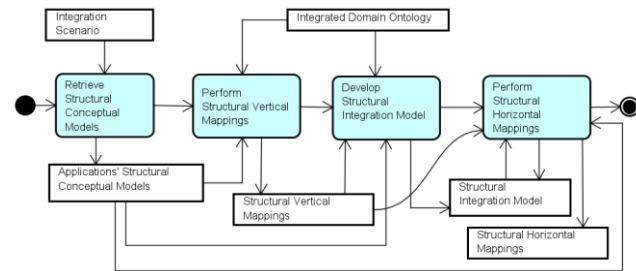 Integration
Scenario
Integrated Domain Ontology
Retrieve
Structural
Conceptual
Models
Perform
Structural Vertical
Mappings
Develop
Structural
Integration Model
Perform
Structural
Horizontal
Mappings
Applications' Structural
Conceptual Models
Structural Vertical
Mappings
Structural
Integration Model
Structural Horizontal
Mappings